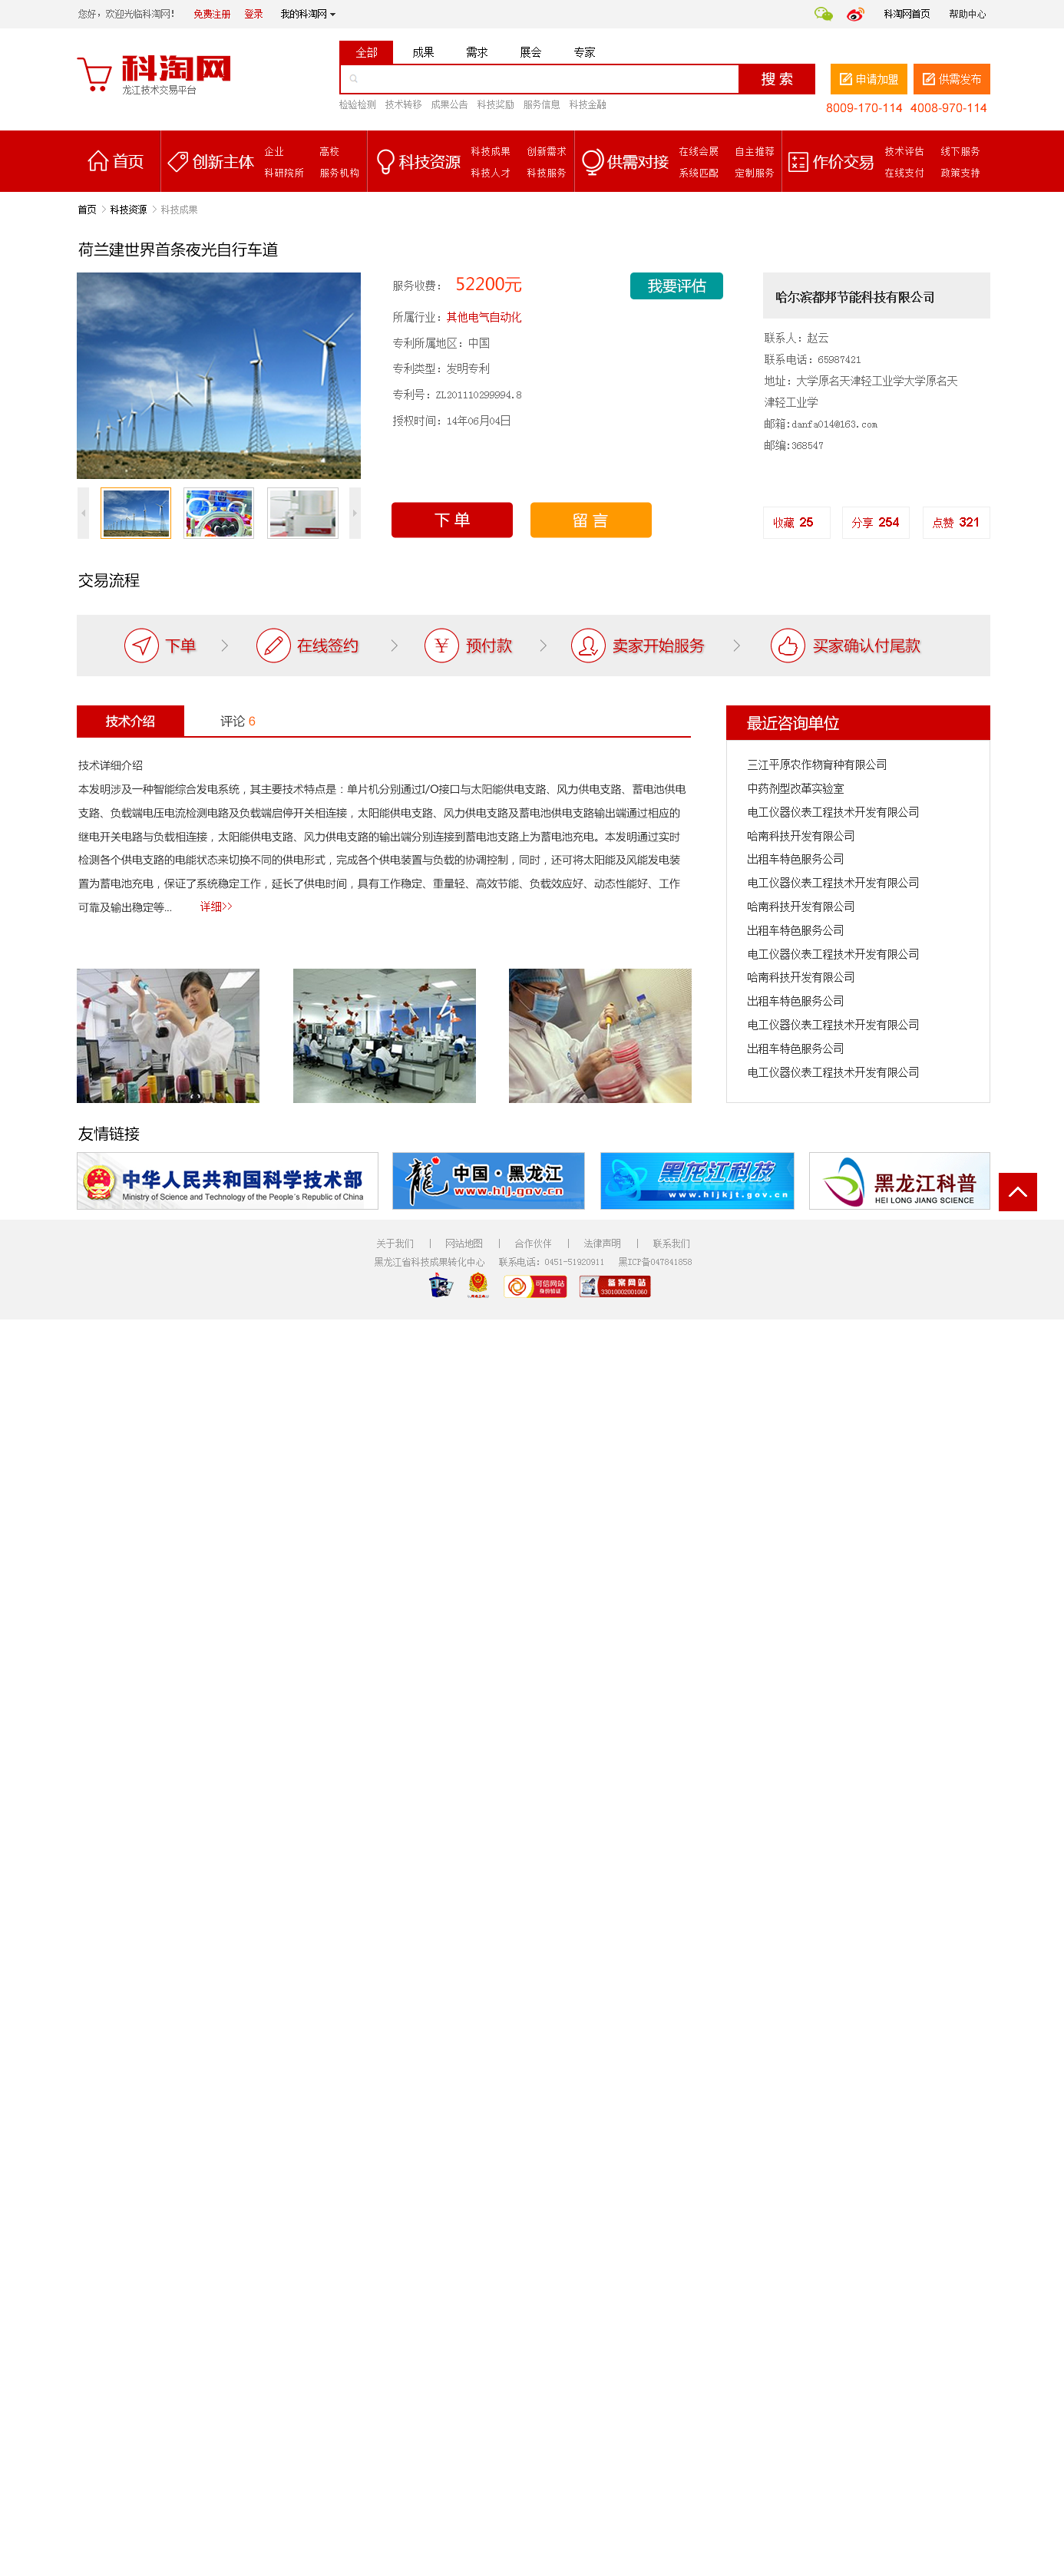 您好，欢迎光临科淘网！ 免费注册 登录 我的科淘网 科淘网首页 帮助中心
全部 成果 需求 展会 专家
科淘网
龙江技术交易平台
搜 索
申请加盟 供需发布
检验检测 技术转移 成果公告 科技奖励 服务信息 科技金融
8009-170-114 4008-970-114
首页 创新主体 科技资源 供需对接 作价交易
企业 高校 科技成果 创新需求 在线会展 自主推荐 技术评估 线下服务
科研院所 服务机构 科技人才 科技服务 系统匹配 定制服务 在线支付 政策支持
首页 > 科技资源 > 科技成果
荷兰建世界首条夜光自行车道
服务收费： 52200元
我要评估
所属行业：其他电气自动化
专利所属地区：中国
专利类型：发明专利
专利号：ZL201110299994.8
授权时间：14年06月04日
下 单 留 言
哈尔滨都邦节能科技有限公司
联系人：赵云
联系电话：65987421
地址：大学原名天津轻工业学大学原名天
津轻工业学
邮箱:danfa014@163.com
邮编:368547
收藏 25 分享 254 点赞 321
交易流程
下单 > 在线签约 > ¥ 预付款 > 卖家开始服务 > 买家确认付尾款
技术介绍 评论 6
技术详细介绍
本发明涉及一种智能综合发电系统，其主要技术特点是：单片机分别通过I/O接口与太阳能供电支路、风力供电支路、蓄电池供电
支路、负载端电压电流检测电路及负载端启停开关相连接，太阳能供电支路、风力供电支路及蓄电池供电支路输出端通过相应的
继电开关电路与负载相连接，太阳能供电支路、风力供电支路的输出端分别连接到蓄电池支路上为蓄电池充电。本发明通过实时
检测各个供电支路的电能状态来切换不同的供电形式，完成各个供电装置与负载的协调控制，同时，还可将太阳能及风能发电装
置为蓄电池充电，保证了系统稳定工作，延长了供电时间，具有工作稳定、重量轻、高效节能、负载效应好、动态性能好、工作
可靠及输出稳定等... 详细>>
最近咨询单位
三江平原农作物育种有限公司
中药剂型改革实验室
电工仪器仪表工程技术开发有限公司
哈南科技开发有限公司
出租车特色服务公司
电工仪器仪表工程技术开发有限公司
哈南科技开发有限公司
出租车特色服务公司
电工仪器仪表工程技术开发有限公司
哈南科技开发有限公司
出租车特色服务公司
电工仪器仪表工程技术开发有限公司
出租车特色服务公司
电工仪器仪表工程技术开发有限公司
友情链接
中华人民共和国科学技术部
Ministry of Science and Technology of the People's Republic of China
龍 中国·黑龙江
www.hlj.gov.cn
黑龙江科技
www.hljkjt.gov.cn
黑龙江科普
HEI LONG JIANG SCIENCE
关于我们 | 网站地图 | 合作伙伴 | 法律声明 | 联系我们
黑龙江省科技成果转化中心 联系电话：0451-51920911 黑ICP备047841858
可信网站
身份验证
备案网站
33010002001060